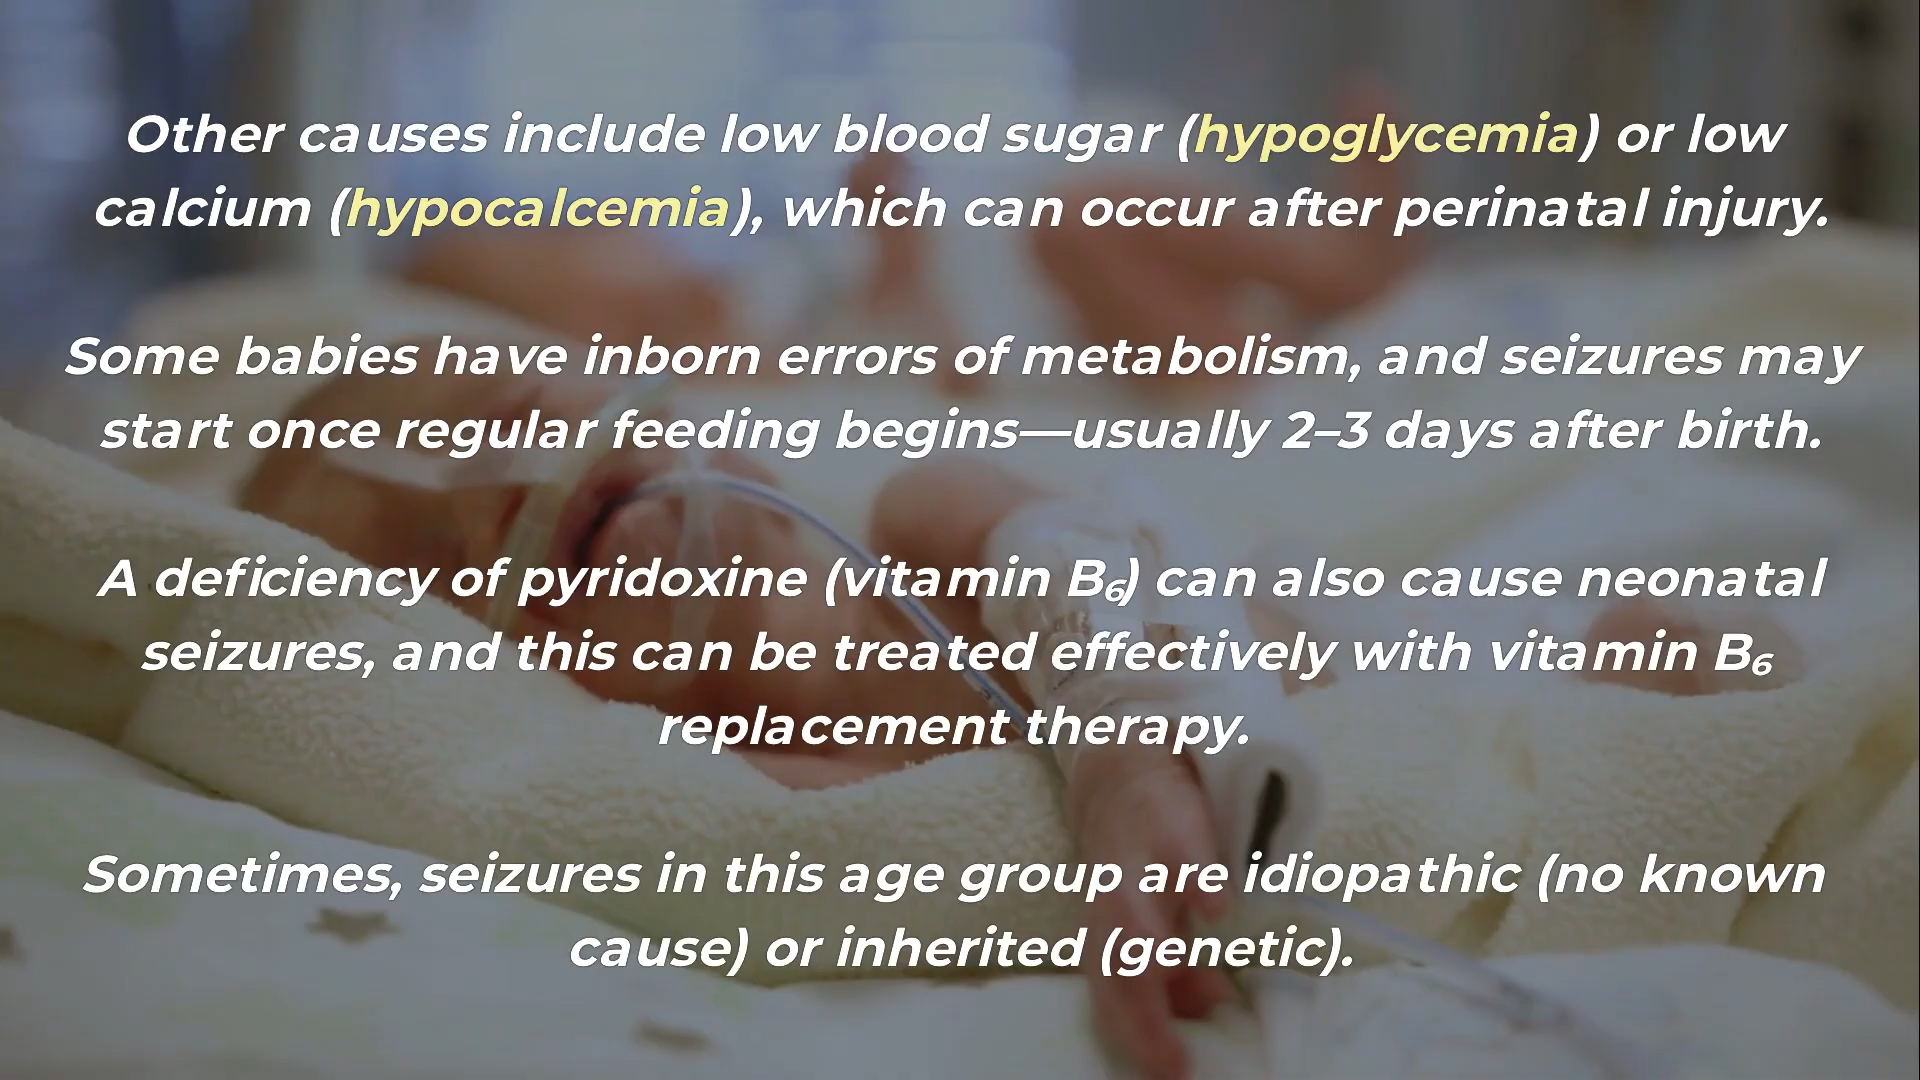 Other causes include low blood sugar (hypoglycemia) or low
calcium (hypocalcemia), which can occur after perinatal injury.
Some babies have inborn errors of metabolism, and seizures may
start once regular feeding begins—usually 2–3 days after birth.
A deficiency of pyridoxine (vitamin B₆) can also cause neonatal
seizures, and this can be treated effectively with vitamin B₆
replacement therapy.
Sometimes, seizures in this age group are idiopathic (no known
cause) or inherited (genetic).